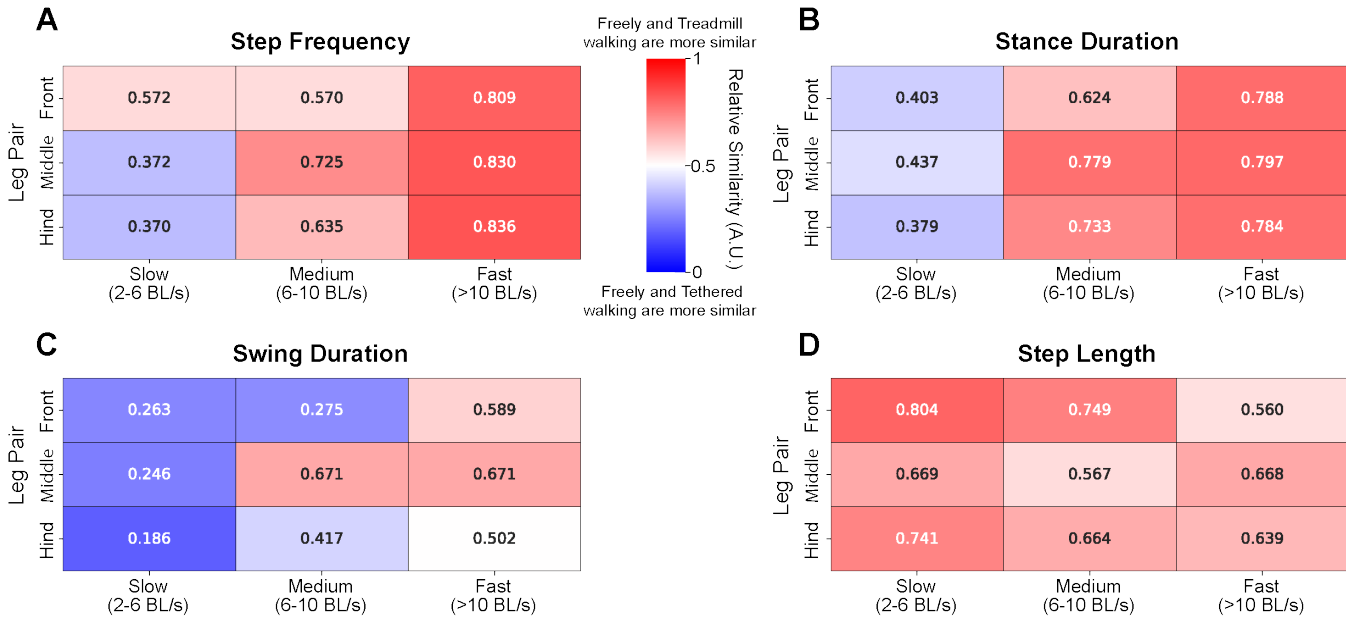 A
Step Frequency
Leg Pair
Front
0.572
0.570
0.809
Middle
0.372
0.725
0.830
Hind
0.370
0.635
0.836
Slow
(2-6 BL/s)
Medium
(6-10 BL/s)
Fast
(>10 BL/s)
Freely and Treadmill
walking are more similar
1
0.5
0
Relative Similarity (A.U.)
Freely and Tethered
walking are more similar
B
Stance Duration
Leg Pair
Front
0.403
0.624
0.788
Middle
0.437
0.779
0.797
Hind
0.379
0.733
0.784
Slow
(2-6 BL/s)
Medium
(6-10 BL/s)
Fast
(>10 BL/s)
C
Swing Duration
Leg Pair
Front
0.263
0.275
0.589
Middle
0.246
0.671
0.671
Hind
0.186
0.417
0.502
Slow
(2-6 BL/s)
Medium
(6-10 BL/s)
Fast
(>10 BL/s)
D
Step Length
Leg Pair
Front
0.804
0.749
0.560
Middle
0.669
0.567
0.668
Hind
0.741
0.664
0.639
Slow
(2-6 BL/s)
Medium
(6-10 BL/s)
Fast
(>10 BL/s)